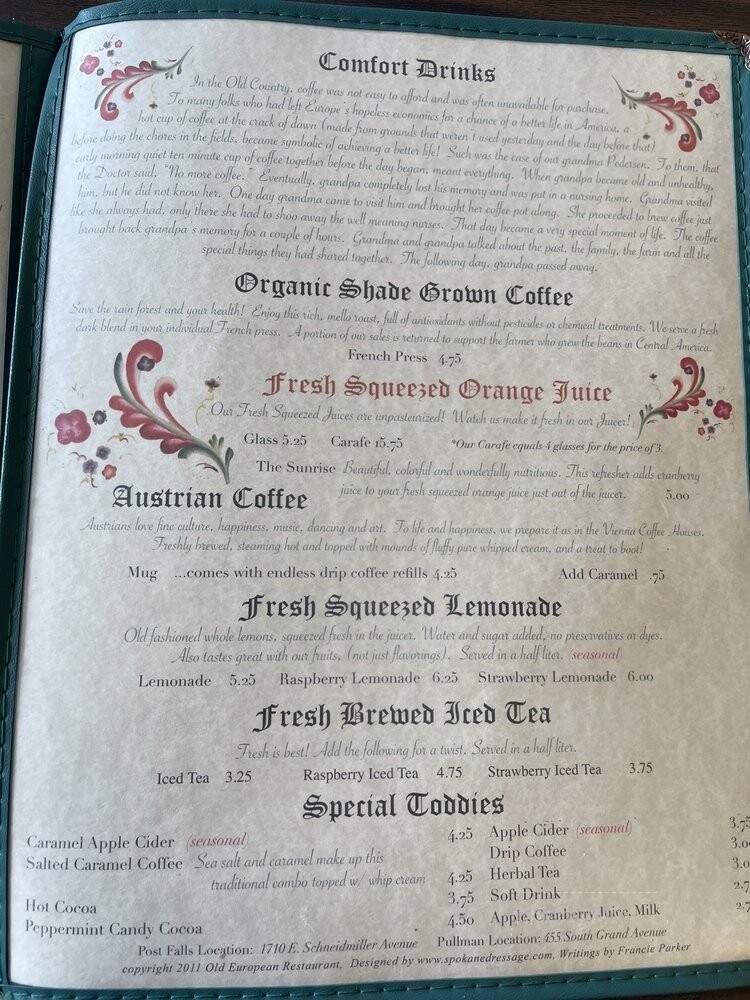 Comfort Drinks
In the Old Country, coffee was not easy to afford and was often unavailable for purchase.
To many folks who had left Europe's hopeless economics for a chance of a better life in America, a
hot cup of coffee at the crack of dawn (made from grounds that weren't used yesterday and the day before that)
before doing the chores in the fields, became symbolic of achieving a better life! Such was the case of our grandma Pedersen. To them, that
early morning quiet ten minute cup of coffee together before the day began, meant everything. When grandpa became old and unhealthy,
the Doctor said, "No more coffee." Eventually, grandpa completely lost his memory and was put in a nursing home. Grandma visited
him, but he did not know her. One day grandma came to visit him and brought her coffee pot along. She proceeded to brew coffee just
like she always had, only there she had to shoo away the well meaning nurses. That day became a very special moment of life. The coffee
brought back grandpa's memory for a couple of hours. Grandma and grandpa talked about the past, the family, the farm and all the
special things they had shared together. The following day, grandpa passed away.
Organic Shade Grown Coffee
Save the rain forest and your health! Enjoy this rich, mello roast, full of antioxidants without pesticides or chemical treatments. We serve a fresh
dark blend in your individual French press. A portion of our sales is returned to support the farmer who grew the beans in Central America.
French Press 4.75
Fresh Squeezed Orange Juice
Our Fresh Squeezed Juices are unpasteurized! Watch us make it fresh in our Juicer!
Glass 5.25 Carafe 15.75 *Our Carafe equals 4 glasses for the price of 3.
The Sunrise Beautiful, colorful and wonderfully nutritious. This refresher adds cranberry
juice to your fresh squeezed orange juice just out of the juicer. 5.00
Austrian Coffee
Austrians love fine culture, happiness, music, dancing and art. To life and happiness, we prepare it as in the Vienna Coffee Houses.
Freshly brewed, steaming hot and topped with mounds of fluffy pure whipped cream, and a treat to boot!
Mug ...comes with endless drip coffee refills 4.25 Add Caramel .75
Fresh Squeezed Lemonade
Old fashioned whole lemons, squeezed fresh in the juicer. Water and sugar added, no preservatives or dyes.
Also tastes great with our fruits, (not just flavorings). Served in a half liter. (seasonal)
Lemonade 5.25 Raspberry Lemonade 6.25 Strawberry Lemonade 6.00
Fresh Brewed Iced Tea
Fresh is best! Add the following for a twist. Served in a half liter.
Iced Tea 3.25 Raspberry Iced Tea 4.75 Strawberry Iced Tea 3.75
Special Toddies
Caramel Apple Cider (seasonal) 4.25 Apple Cider (seasonal) 3.75
Salted Caramel Coffee Sea salt and caramel make up this Drip Coffee 3.0
traditional combo topped w/ whip cream 4.25 Herbal Tea 3.0
Hot Cocoa 3.75 Soft Drink 2.7
Peppermint Candy Cocoa 4.50 Apple, Cranberry Juice, Milk 2.7
Post Falls Location: 1710 E. Schneidmiller Avenue Pullman Location: 455 South Grand Avenue
copyright 2011 Old European Restaurant, Designed by www.spokanedressage.com, Writings by Francie Parker